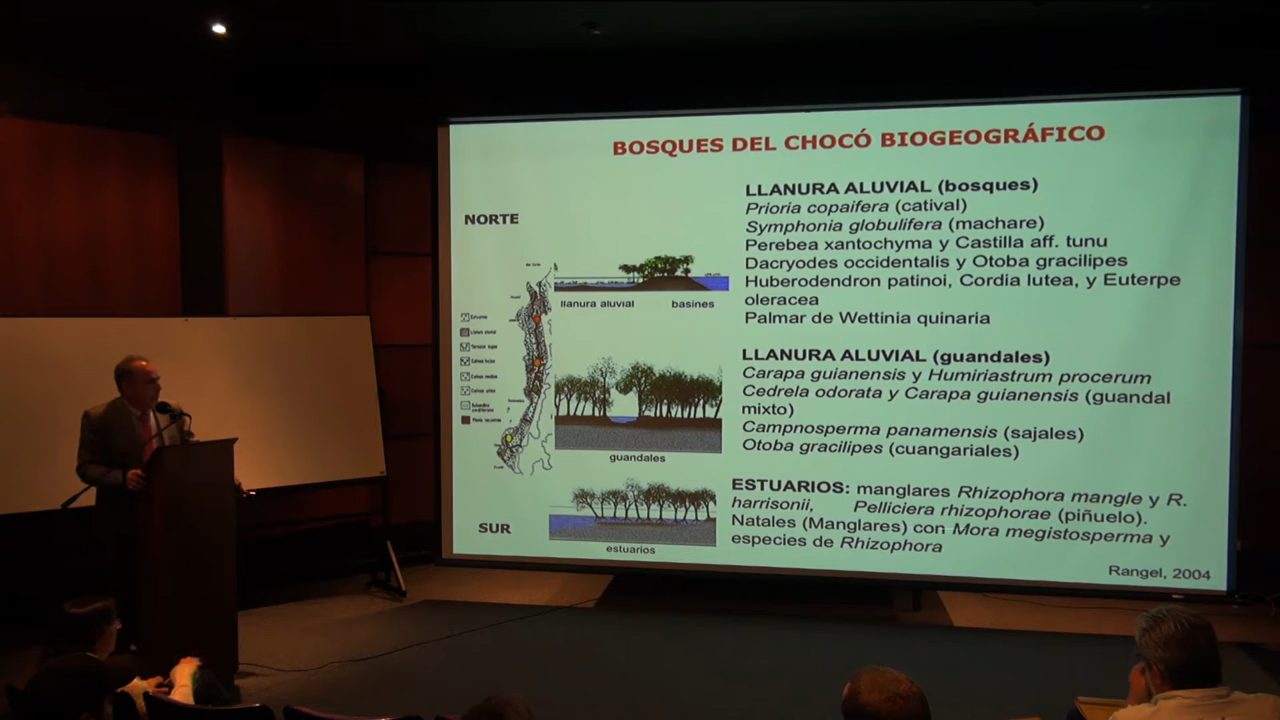 BOSQUES DEL CHOCÓ BIOGEOGRÁFICO
NORTE
llanura aluvial
basines
guandales
estuarios
SUR
LLANURA ALUVIAL (bosques)
Prioria copaifera (catival)
Symphonia globulifera (machare)
Perebea xantochyma y Castilla aff. tunu
Dacryodes occidentalis y Otoba gracilipes
Huberodendron patinoi, Cordia lutea, y Euterpe
oleracea
Palmar de Wettinia quinaria
LLANURA ALUVIAL (guandales)
Carapa guianensis y Humiriastrum procerum
Cedrela odorata y Carapa guianensis (guandal
mixto)
Campnosperma panamensis (sajales)
Otoba gracilipes (cuangariales)
ESTUARIOS: manglares Rhizophora mangle y R.
harrisonii, Pelliciera rhizophorae (piñuelo).
Natales (Manglares) con Mora megistosperma y
especies de Rhizophora
Rangel, 2004